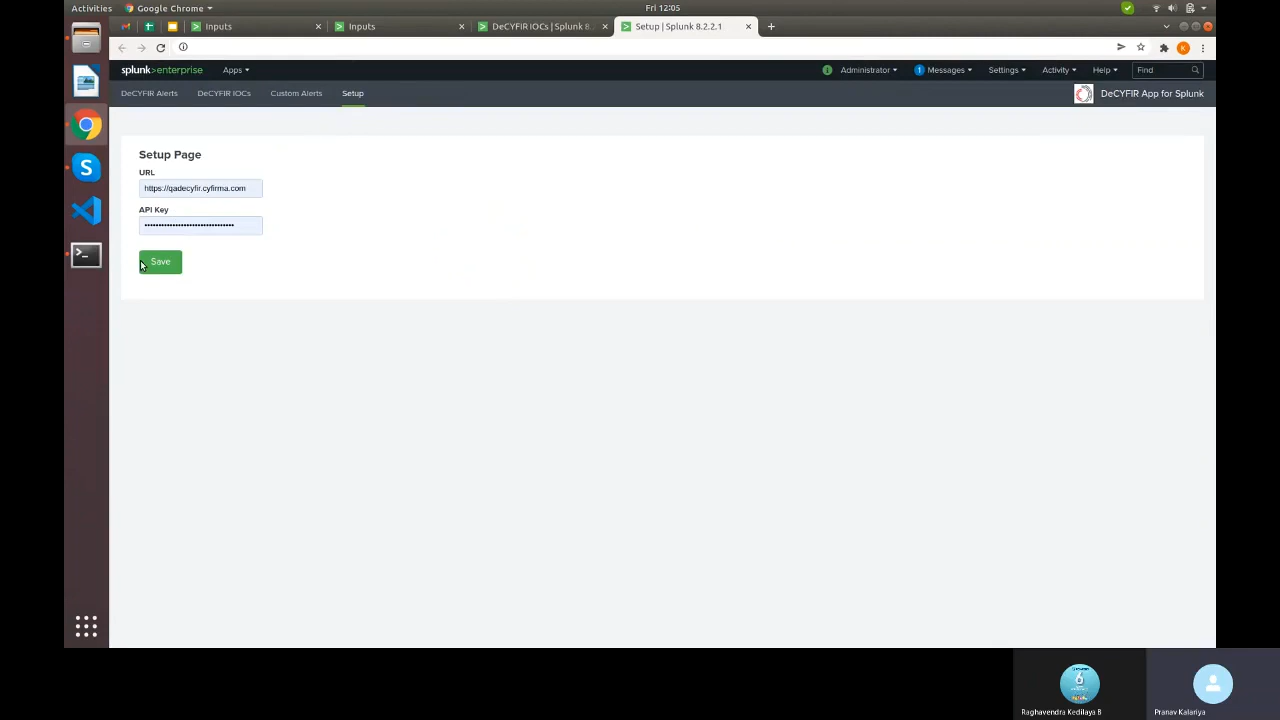 Activities Google Chrome Fri 12:05
Inputs Inputs DeCYFIR IOCs | Splunk 8. Setup | Splunk 8.2.2.1
splunk>enterprise Apps Administrator 1 Messages Settings Activity Help Find
DeCYFIR Alerts DeCYFIR IOCs Custom Alerts Setup DeCYFIR App for Splunk
Setup Page
URL
https://qadecyfir.cyfirma.com
API Key
Save
Raghavendra Kedilaya B Pranav Kalariya